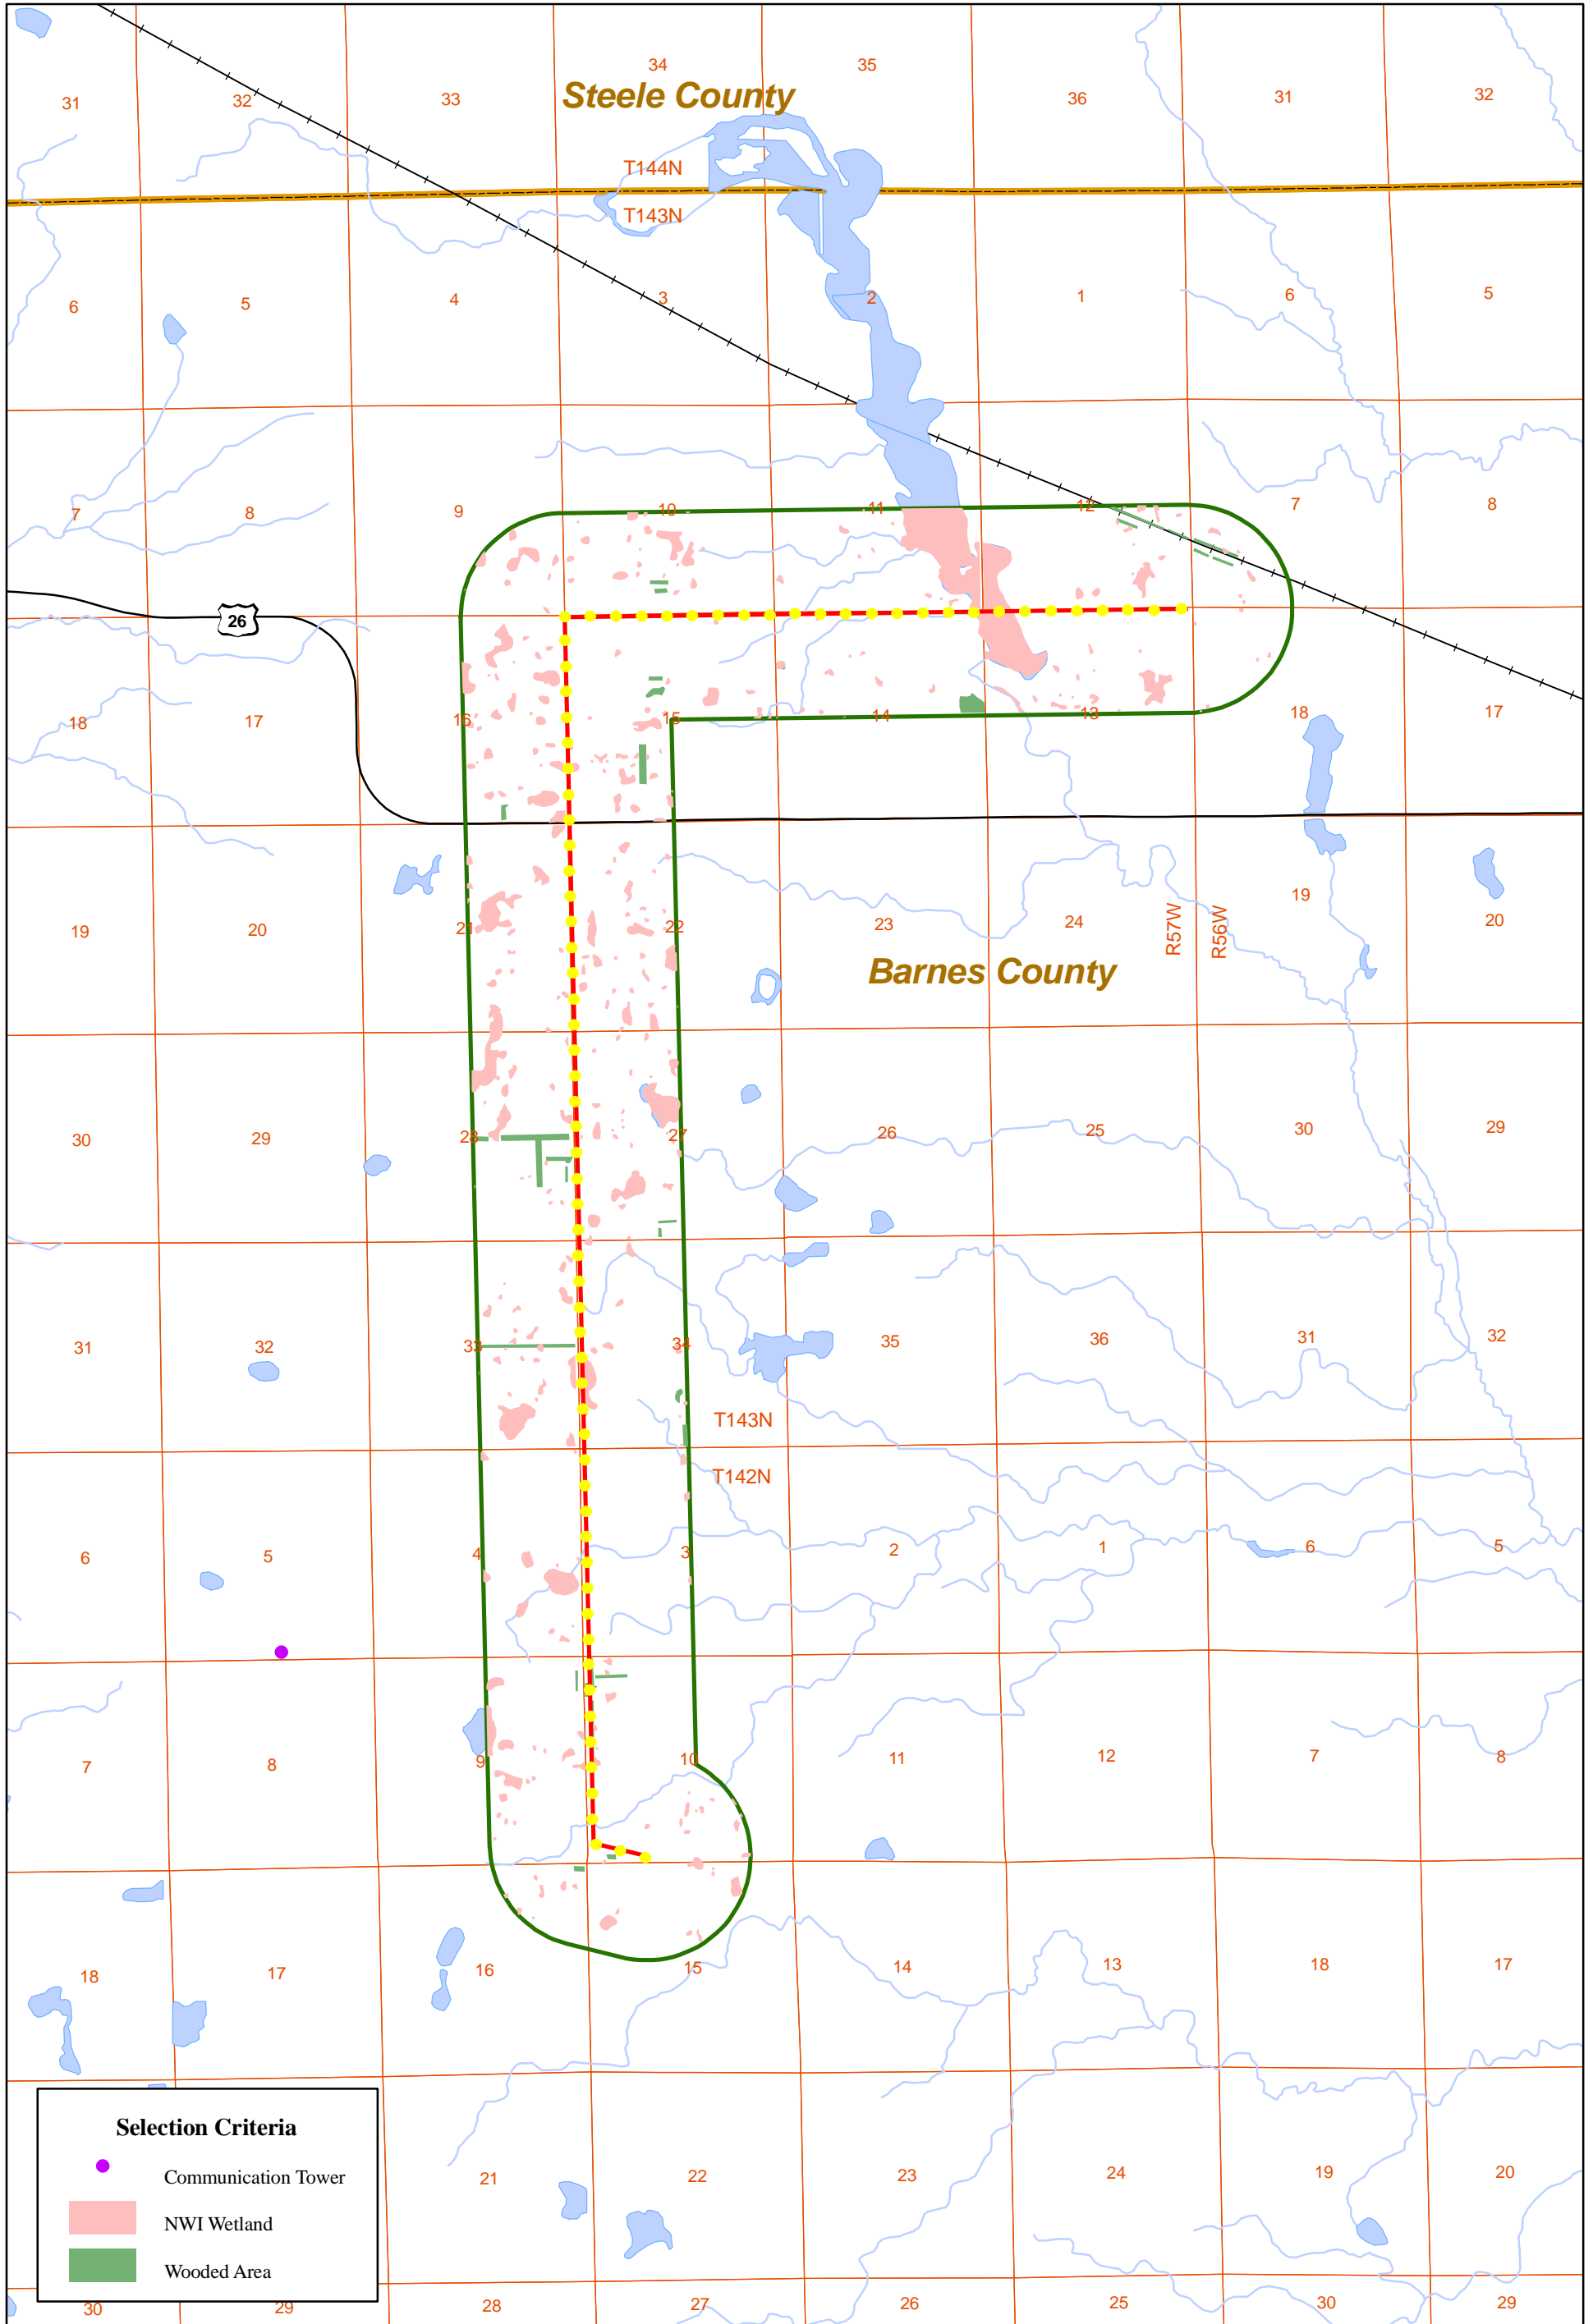 34 35
31 32 33 36 31 32
Steele County
T144N
T143N
6 5 4 3 2 1 6 5
7 8 9 10 11 12 7 8
26
18 17 16 15 14 13 18 17
19 20 21 22 23 24 19 20
R57W R56W
Barnes County
30 29 28 27 26 25 30 29
31 32 33 34 35 36 31 32
T143N
T142N
6 5 4 3 2 1 6 5
7 8 9 10 11 12 7 8
18 17 16 15 14 13 18 17
21 22 23 24 19 20
Selection Criteria
Communication Tower
NWI Wetland
Wooded Area
30 29 28 27 26 25 30 29